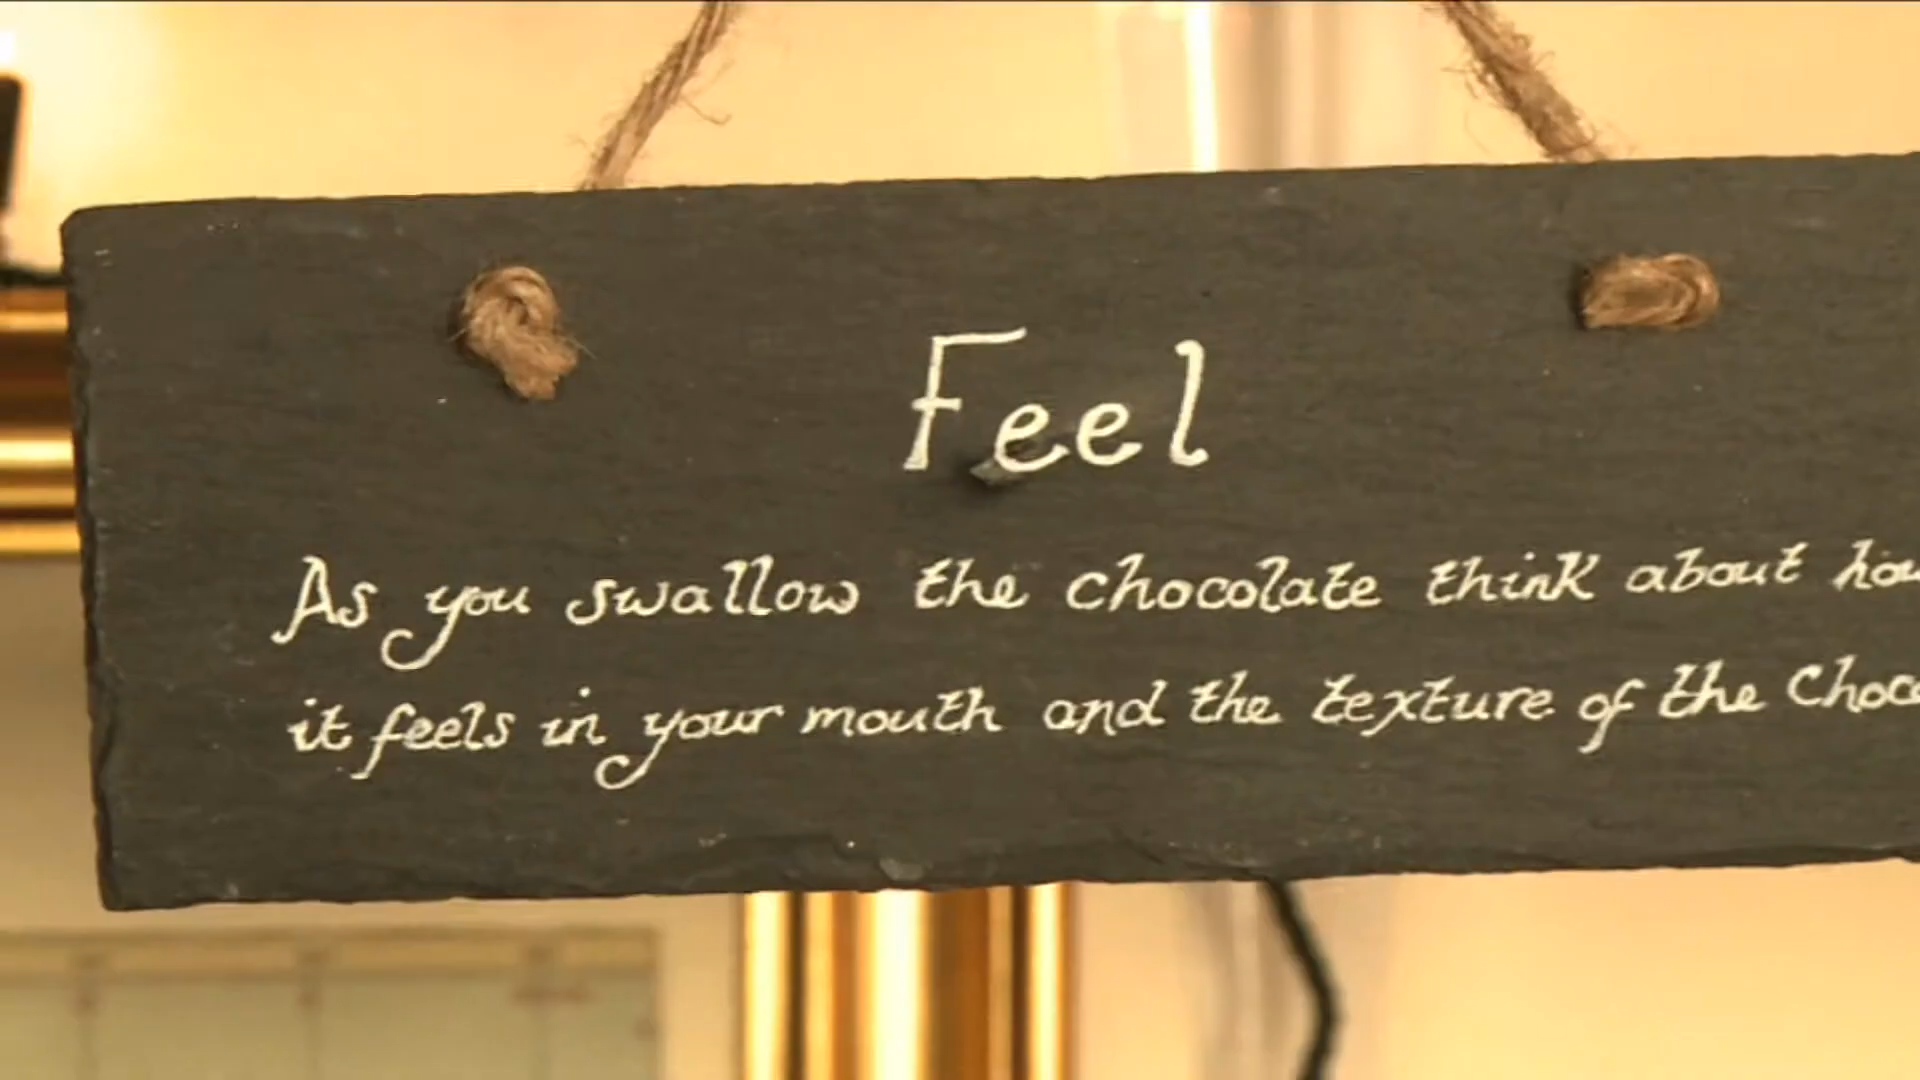 Feel
As you swallow the chocolate think about
it feels in your mouth and the texture of the